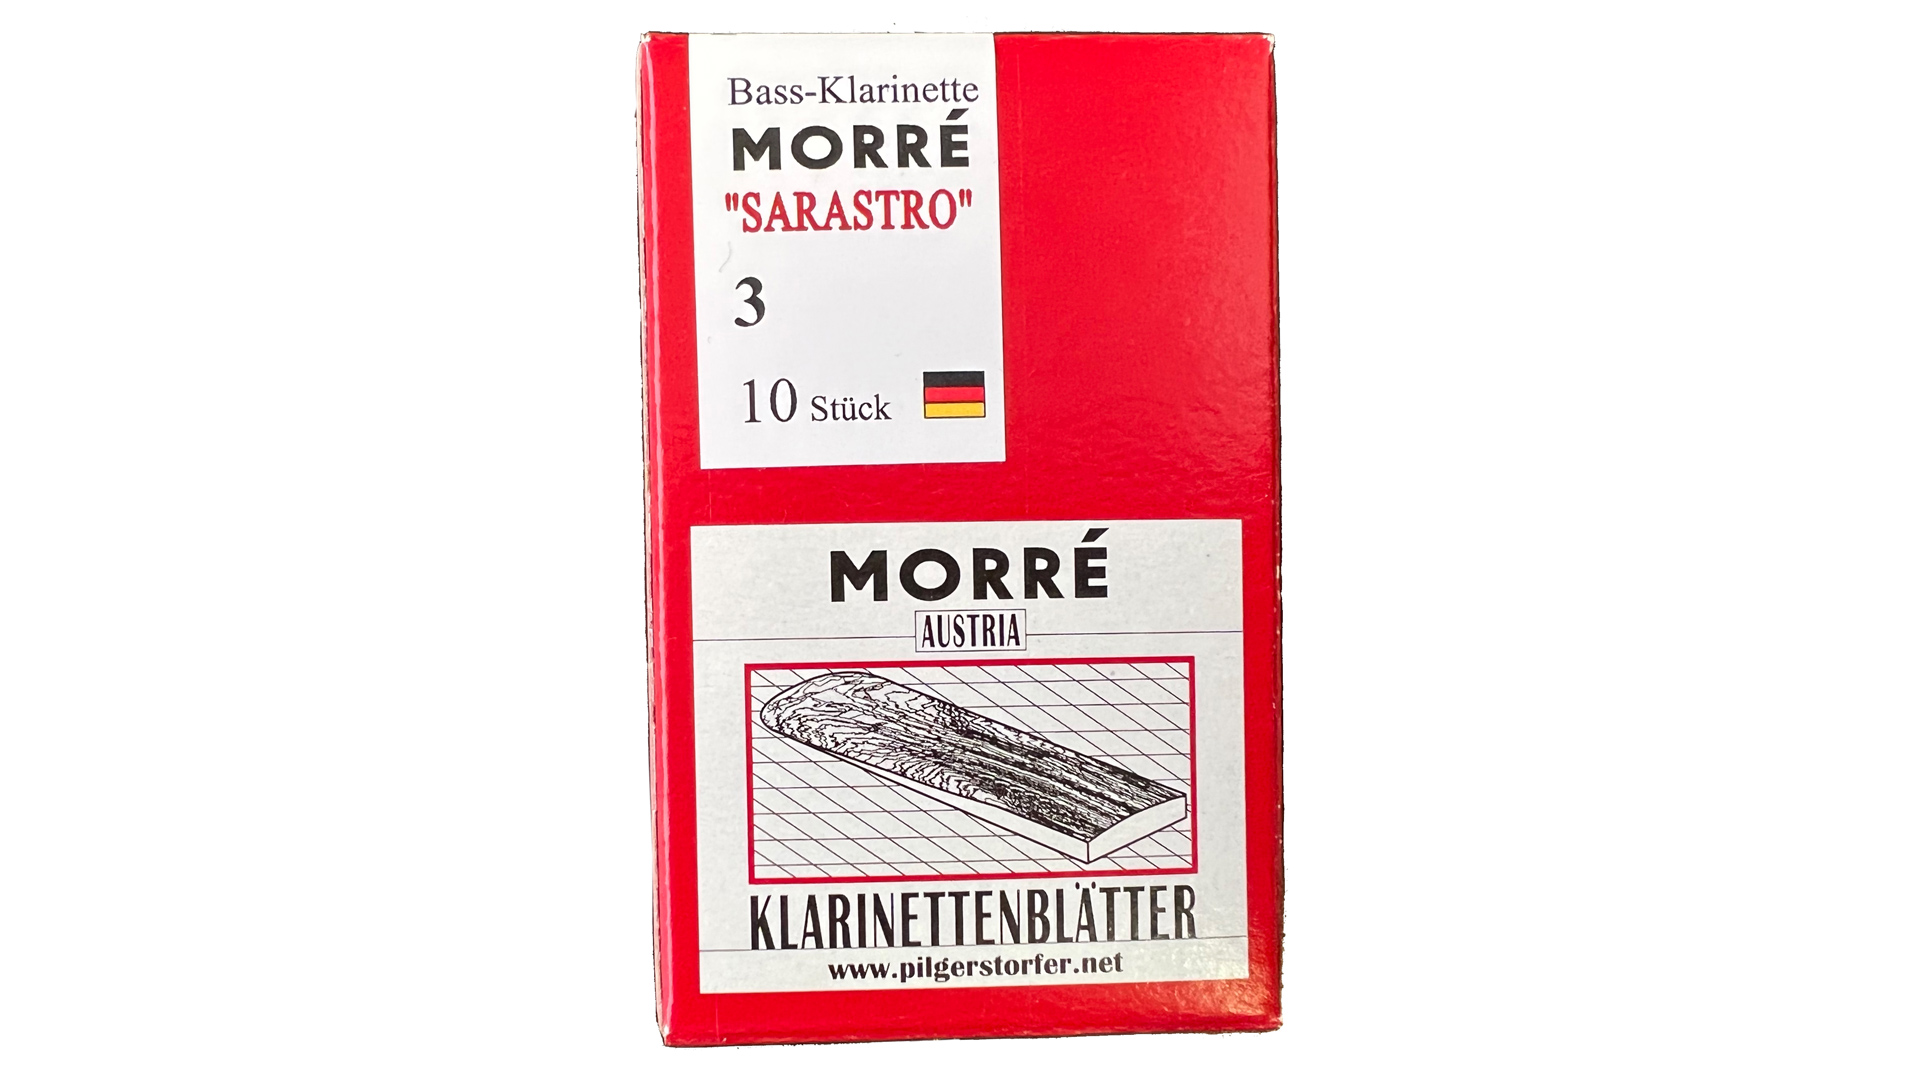 Bass-Klarinette
MORRÉ
"SARASTRO"
3
10 Stück
MORRÉ
AUSTRIA
KLARINETTENBLÄTTER
www.pilgerstorfer.net